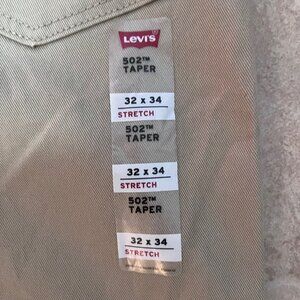 Levi's
502™
TAPER
32 x 34
STRETCH
502™
TAPER
32 x 34
STRETCH
502™
TAPER
32 x 34
STRETCH